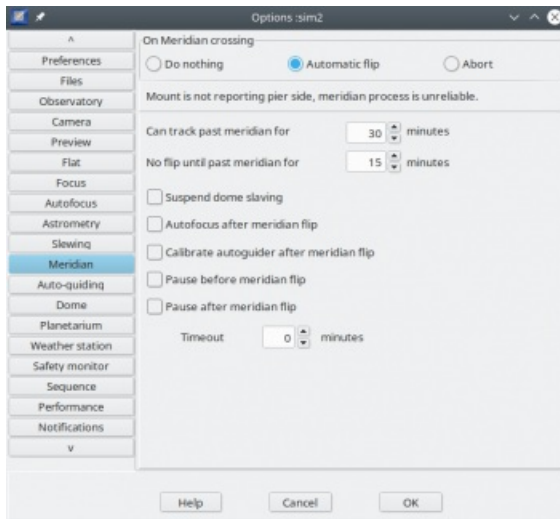 Options :sim2
^
Preferences
Files
Observatory
Camera
Preview
Flat
Focus
Autofocus
Astrometry
Slewing
Meridian
Auto-guiding
Dome
Planetarium
Weather station
Safety monitor
Sequence
Performance
Notifications
v
On Meridian crossing
Do nothing
Automatic flip
Abort
Mount is not reporting pier side, meridian process is unreliable.
Can track past meridian for 30 minutes
No flip until past meridian for 15 minutes
Suspend dome slaving
Autofocus after meridian flip
Calibrate autoguider after meridian flip
Pause before meridian flip
Pause after meridian flip
Timeout 0 minutes
Help
Cancel
OK